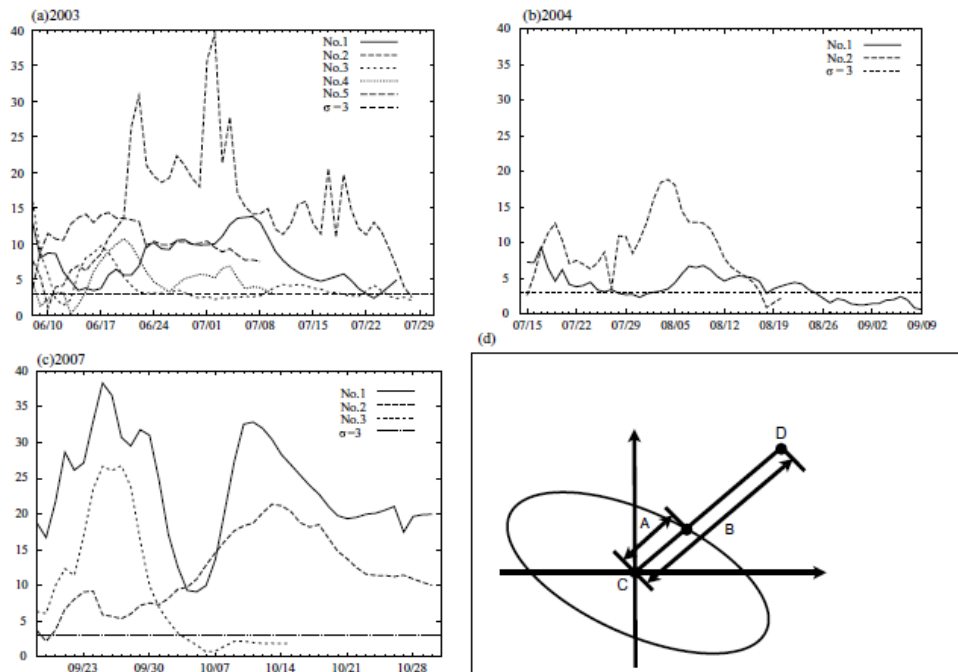 (a)2003
40
35
30
25
20
15
10
5
0
No.1
No.2
No.3
No.4
No.5
σ=3
06/10 06/17 06/24 07/01 07/08 07/15 07/22 07/29
(b)2004
40
35
30
25
20
15
10
5
0
No.1
No.2
σ=3
07/15 07/22 07/29 08/05 08/12 08/19 08/26 09/02 09/09
(c)2007
40
35
30
25
20
15
10
5
0
No.1
No.2
No.3
σ=3
09/23 09/30 10/07 10/14 10/21 10/28
(d)
D
A
B
C